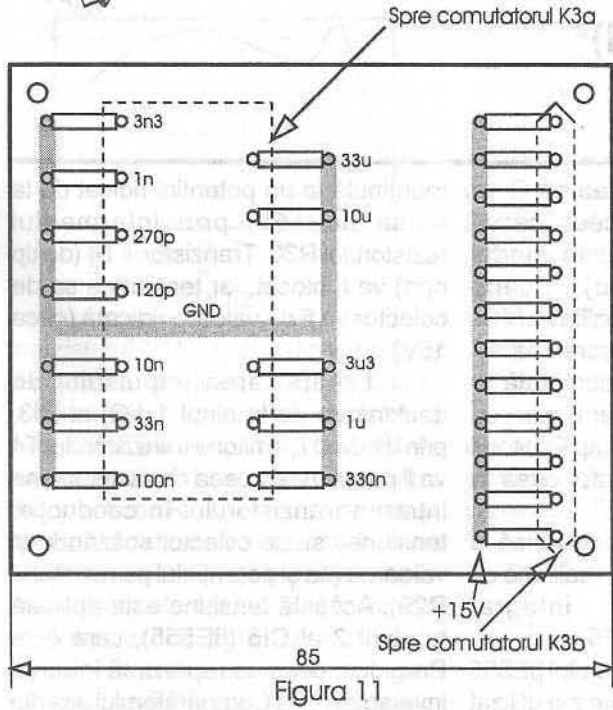 Spre comutatorul K3a
3n3
33u
1n
10u
270p
120p
GND
10n
3u3
33n
1u
100n
330n
+15V
Spre comutatorul K3b
85
Figura 11